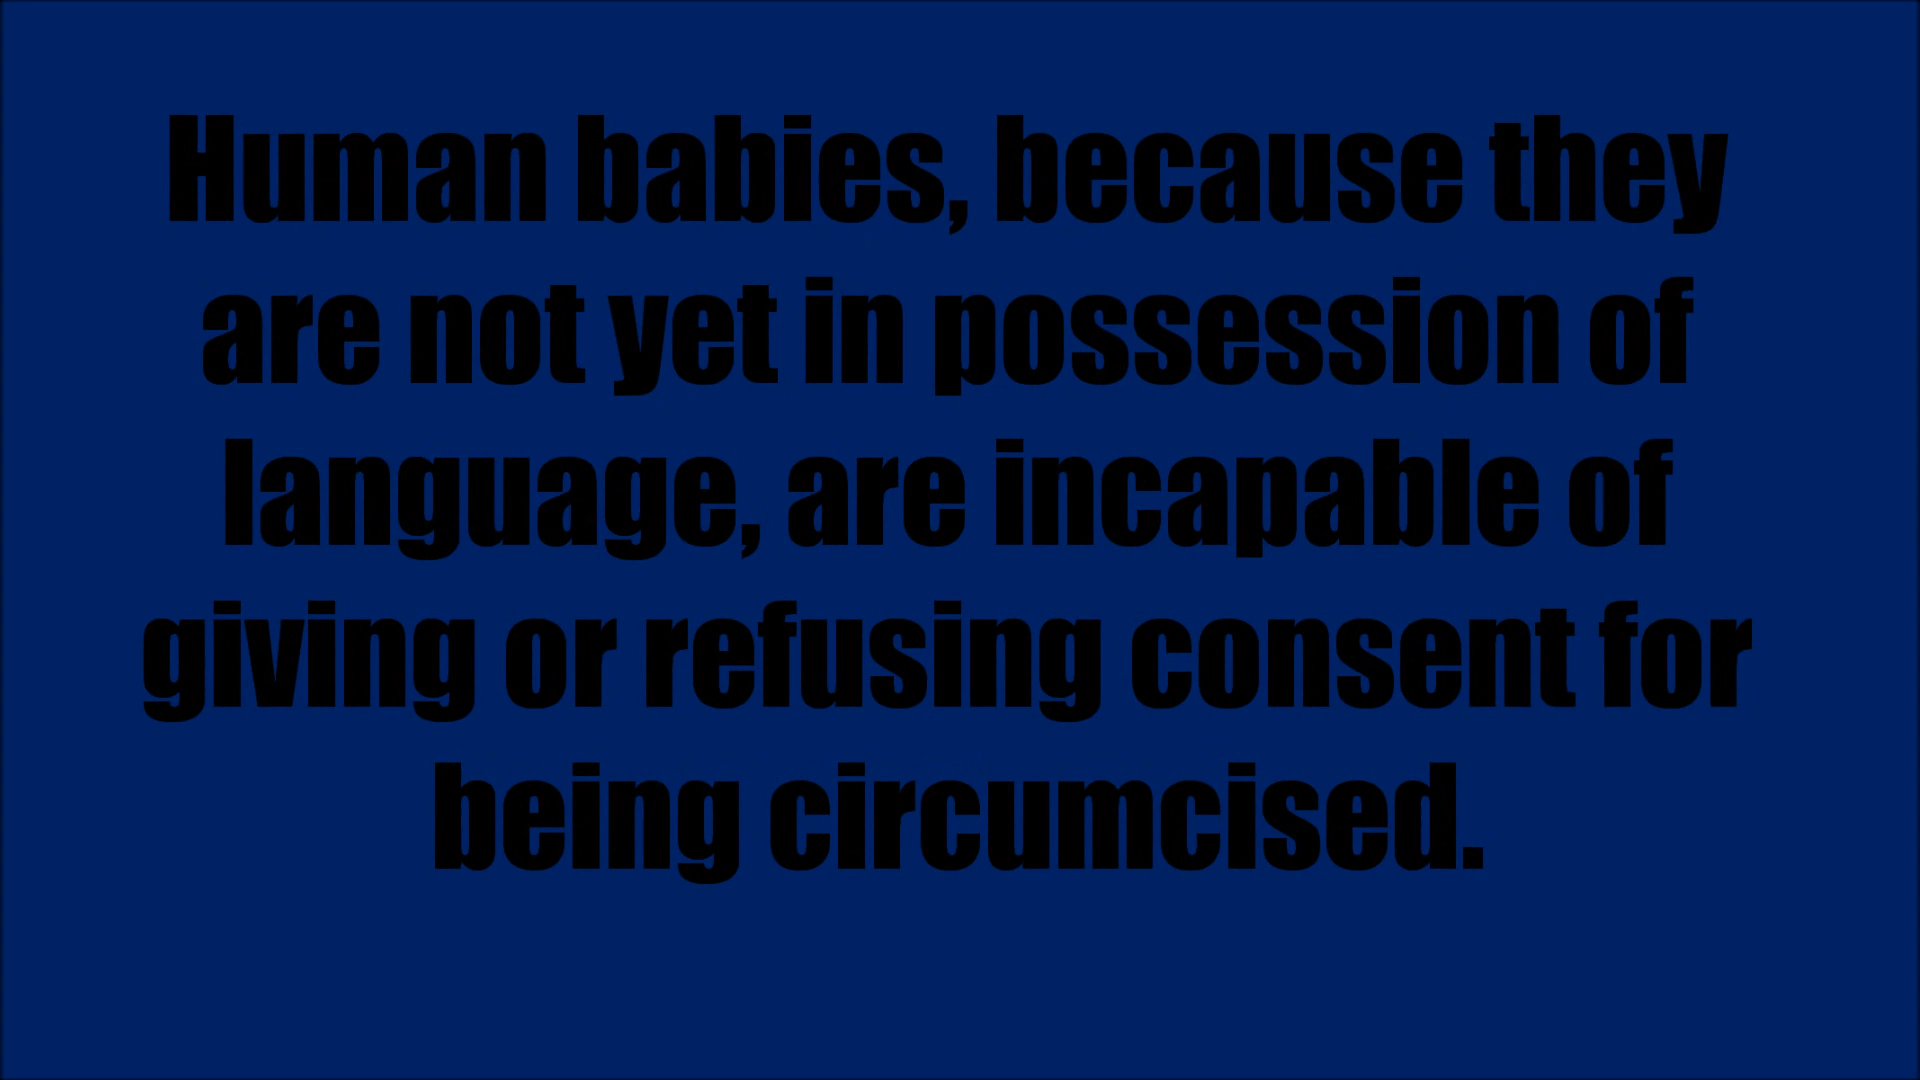 Human babies, because they
are not yet in possession of
language, are incapable of
giving or refusing consent for
being circumcised.